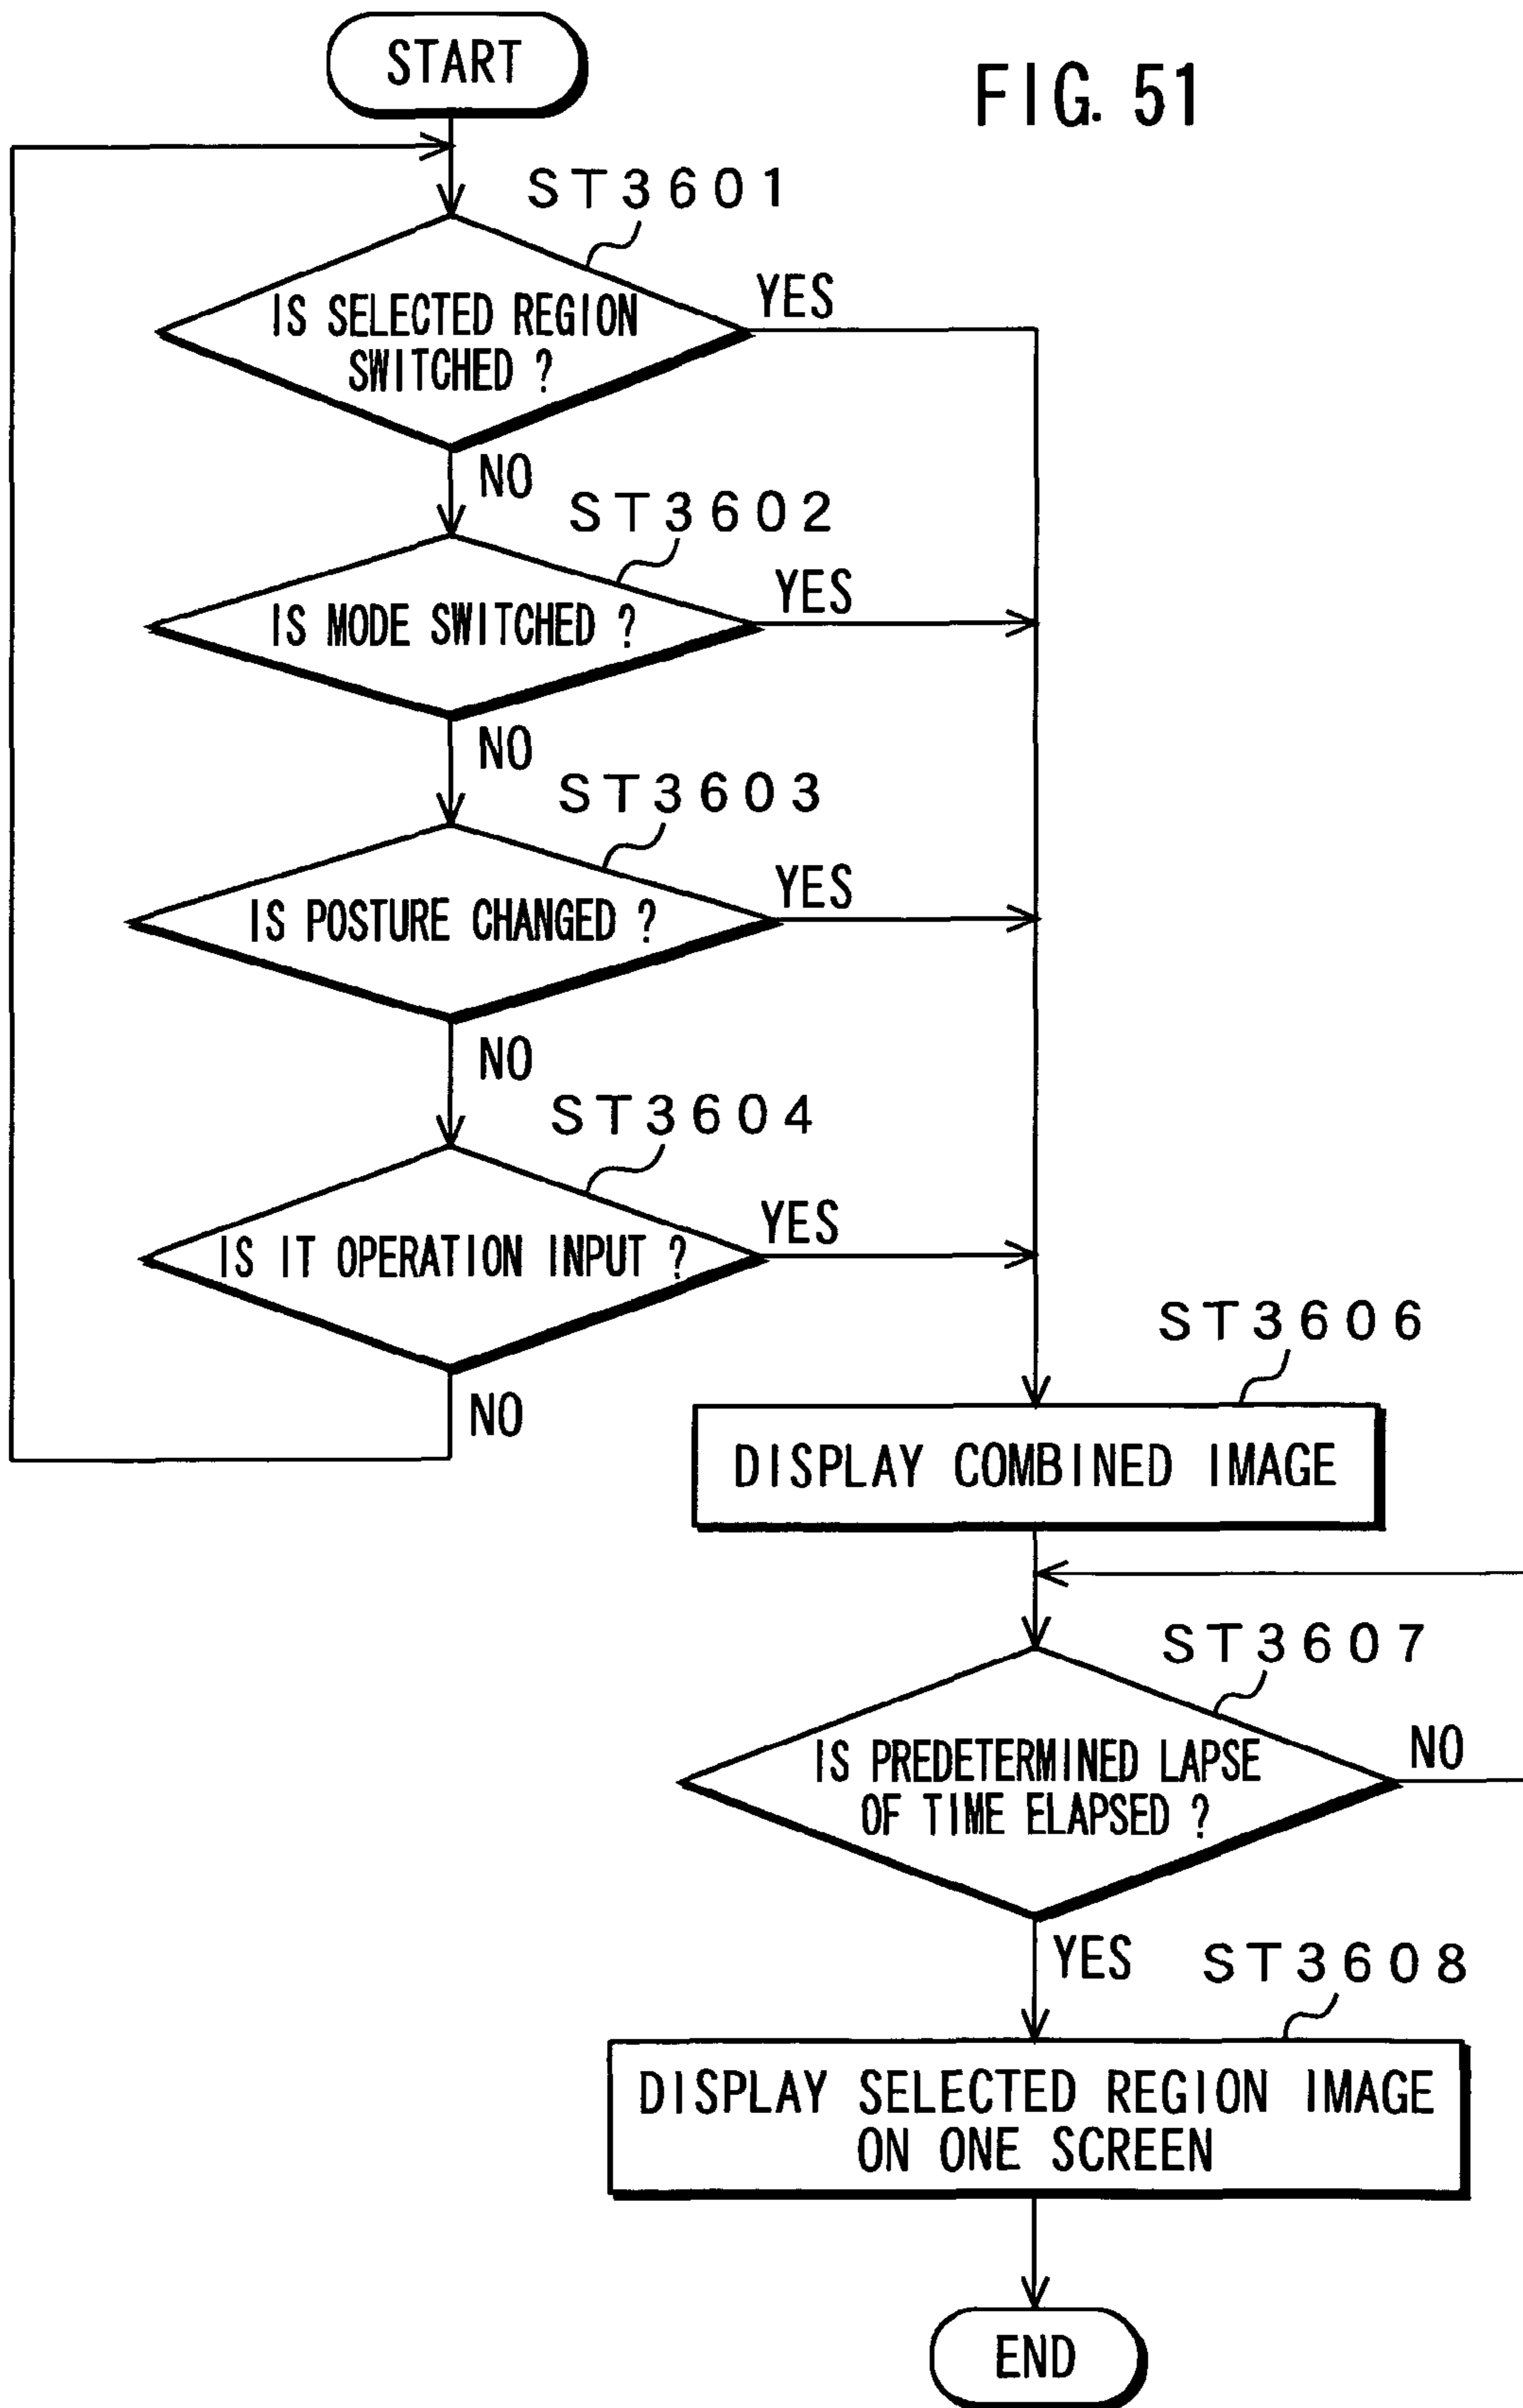 START
FIG. 51
ST3601
IS SELECTED REGION
SWITCHED ?
YES
NO
ST3602
IS MODE SWITCHED ?
YES
NO
ST3603
IS POSTURE CHANGED ?
YES
NO
ST3604
IS IT OPERATION INPUT ?
YES
NO
ST3606
DISPLAY COMBINED IMAGE
ST3607
IS PREDETERMINED LAPSE
OF TIME ELAPSED ?
NO
YES
ST3608
DISPLAY SELECTED REGION IMAGE
ON ONE SCREEN
END